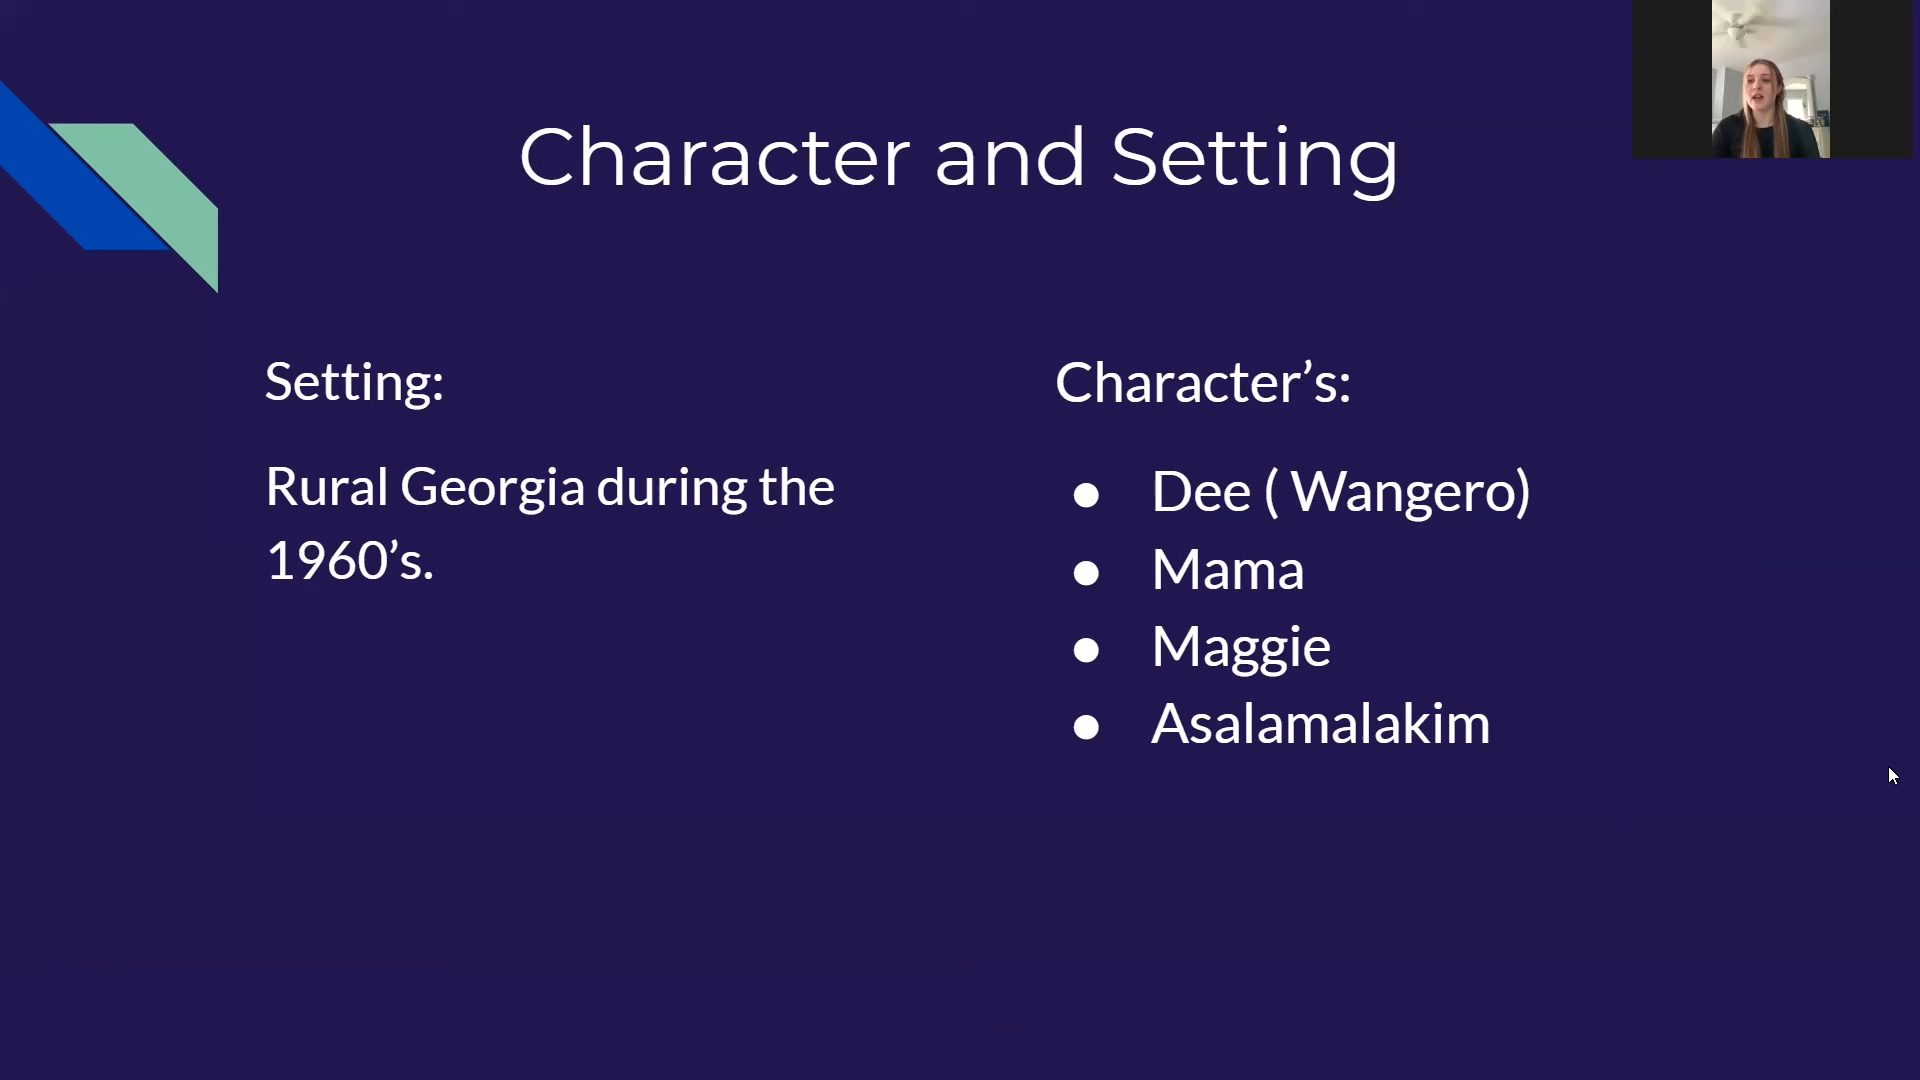 Character and Setting
Setting:
Rural Georgia during the
1960’s.
Character’s:
● Dee ( Wangero)
● Mama
● Maggie
● Asalamalakim